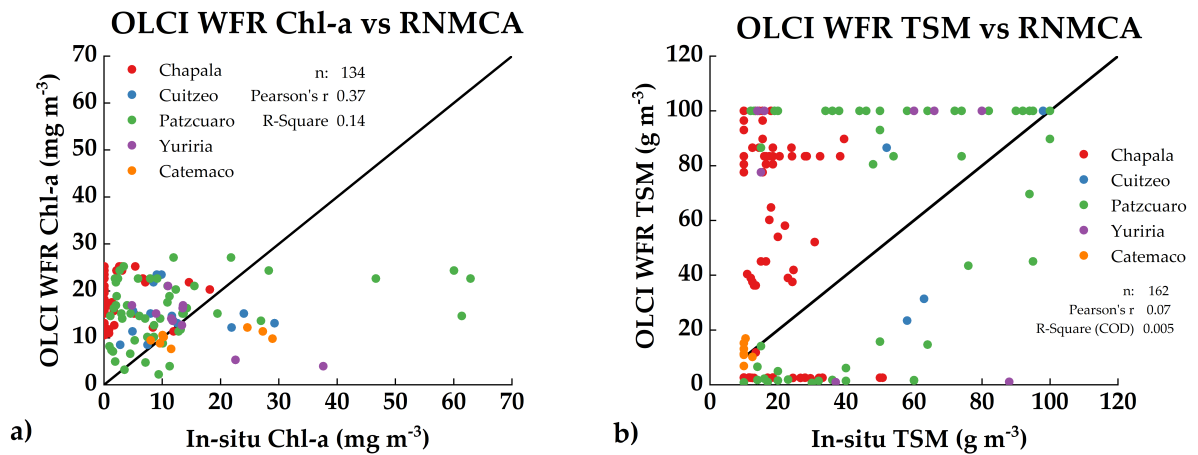 OLCI WFR Chl-a vs RNMCA
OLCI WFR Chl-a (mg m-3)
70
60
50
40
30
20
10
0
Chapala
Cuitzeo
Patzcuaro
Yuriria
Catemaco
n: 134
Pearson's r 0.37
R-Square 0.14
0 10 20 30 40 50 60 70
In-situ Chl-a (mg m-3)
a)
OLCI WFR TSM vs RNMCA
OLCI WFR TSM (g m-3)
120
100
80
60
40
20
0
Chapala
Cuitzeo
Patzcuaro
Yuriria
Catemaco
n: 162
Pearson's r 0.07
R-Square (COD) 0.005
0 20 40 60 80 100 120
In-situ TSM (g m-3)
b)